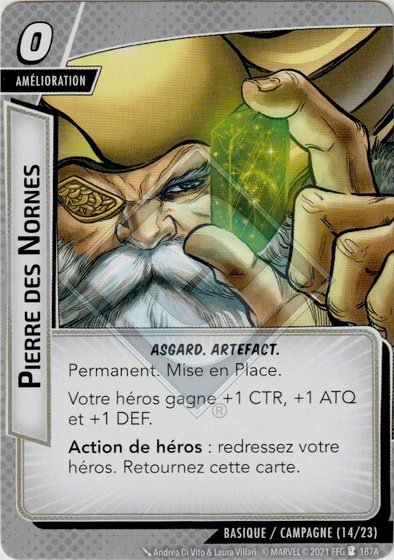 0
AMÉLIORATION
PIERRE DES NORNES
ASGARD. ARTEFACT.
Permanent. Mise en Place.
Votre héros gagne +1 CTR, +1 ATQ
et +1 DEF.
Action de héros : redressez votre
héros. Retournez cette carte.
®
BASIQUE / CAMPAGNE (14/23)
Andrea Di Vito & Laura Villari © MARVEL © 2021 FFG 187A